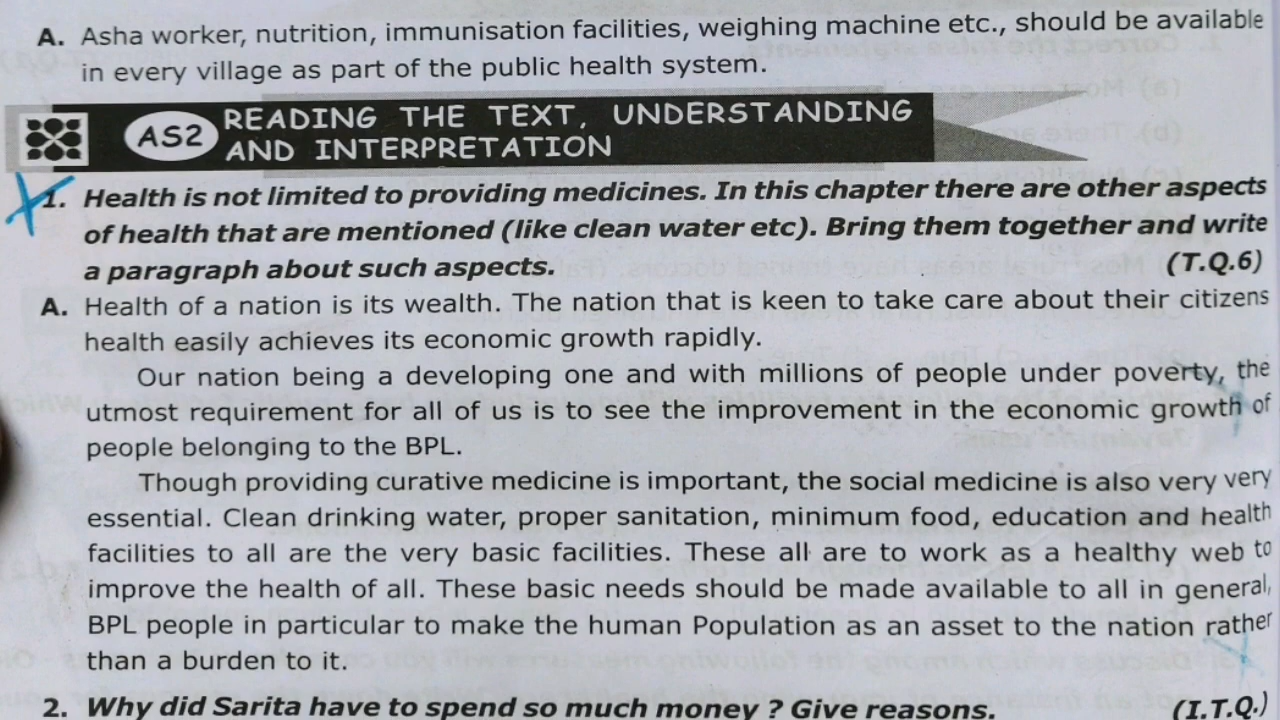 A. Asha worker, nutrition, immunisation facilities, weighing machine etc., should be available
in every village as part of the public health system.
AS2 READING THE TEXT, UNDERSTANDING
AND INTERPRETATION
1. Health is not limited to providing medicines. In this chapter there are other aspects
of health that are mentioned (like clean water etc). Bring them together and write
a paragraph about such aspects. (T.Q.6)
A. Health of a nation is its wealth. The nation that is keen to take care about their citizens
health easily achieves its economic growth rapidly.
Our nation being a developing one and with millions of people under poverty, the
utmost requirement for all of us is to see the improvement in the economic growth of
people belonging to the BPL.
Though providing curative medicine is important, the social medicine is also very very
essential. Clean drinking water, proper sanitation, minimum food, education and health
facilities to all are the very basic facilities. These all are to work as a healthy web to
improve the health of all. These basic needs should be made available to all in general,
BPL people in particular to make the human Population as an asset to the nation rather
than a burden to it.
2. Why did Sarita have to spend so much money ? Give reasons. (I.T.Q.)